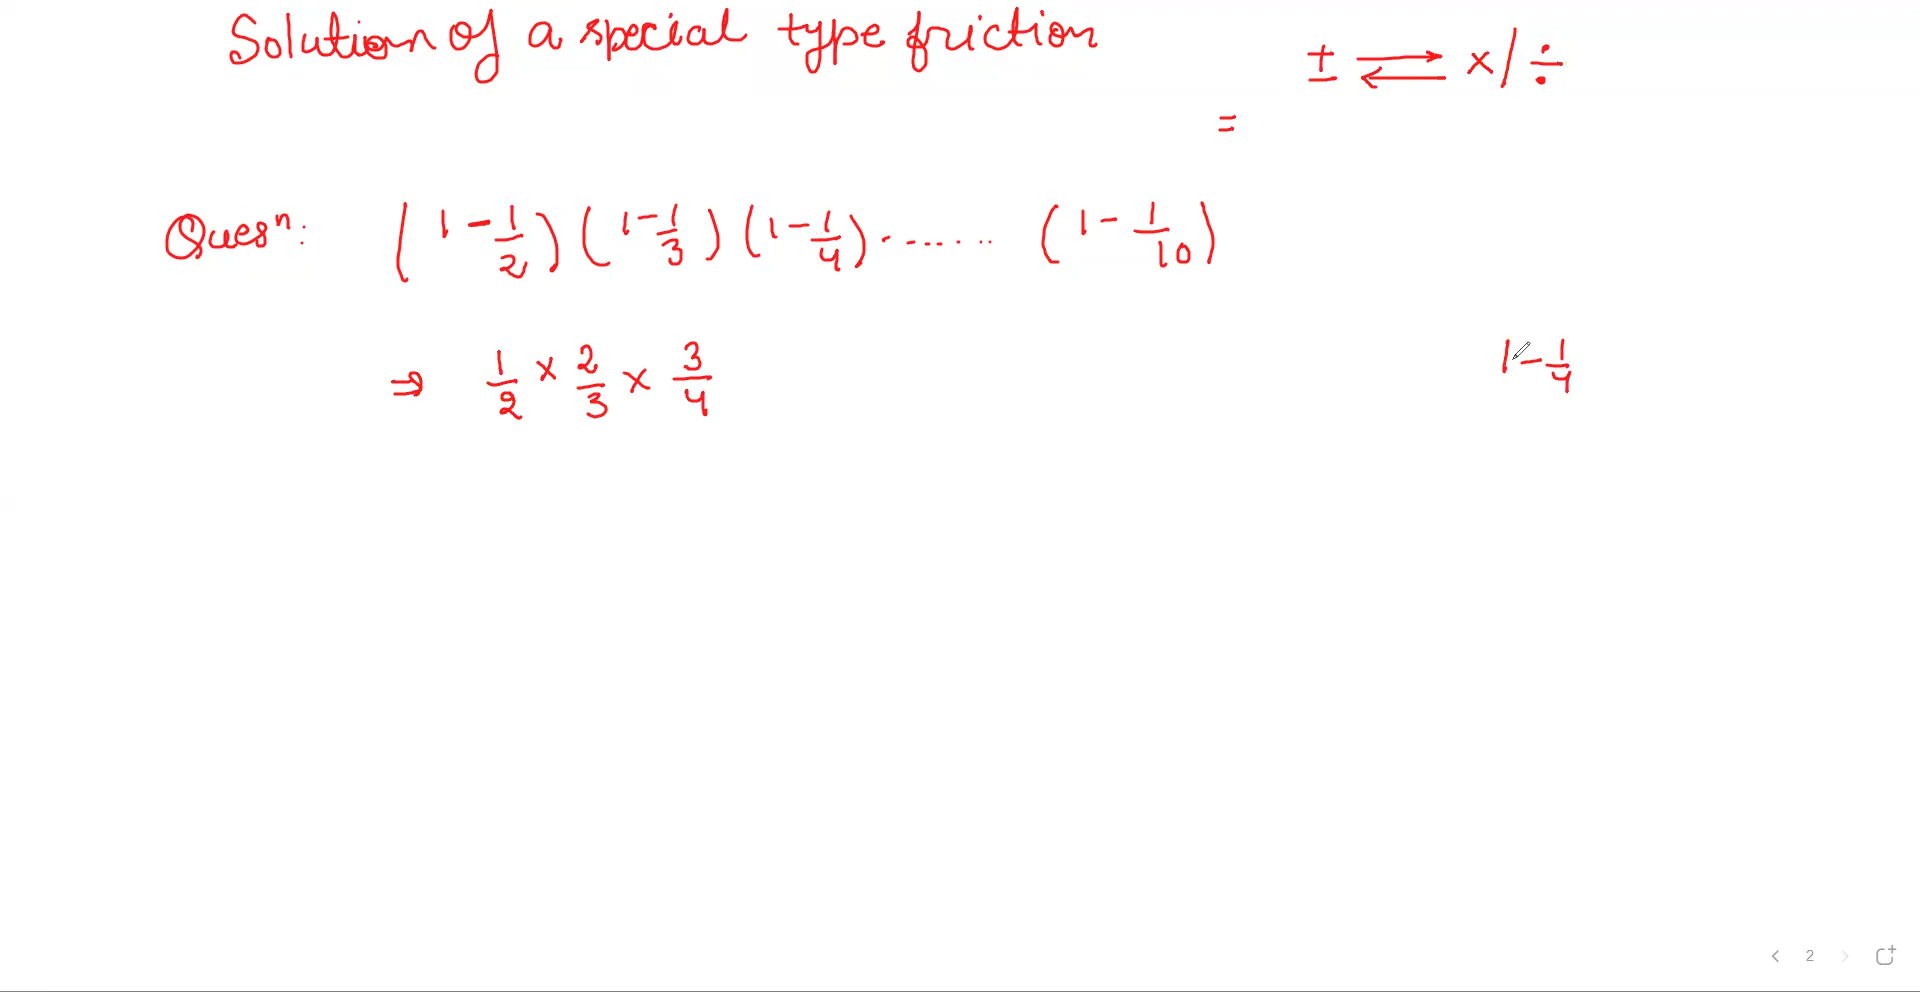 Solution of a special type friction
± ⇄ × / ÷
=
Quesⁿ: (1 - 1/2) (1 - 1/3) (1 - 1/4) ........ (1 - 1/10)
⇒ 1/2 × 2/3 × 3/4
1 - 1/4
2